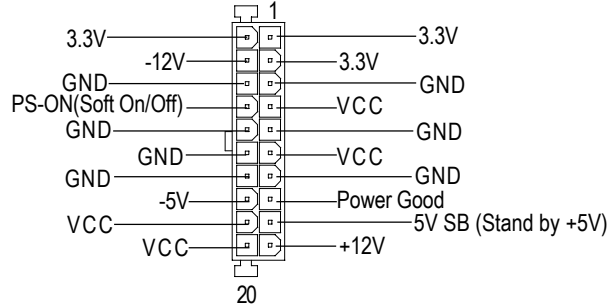 1
3.3V 3.3V
-12V 3.3V
GND GND
PS-ON(Soft On/Off) VCC
GND GND
GND VCC
GND GND
-5V Power Good
VCC 5V SB (Stand by +5V)
VCC +12V
20